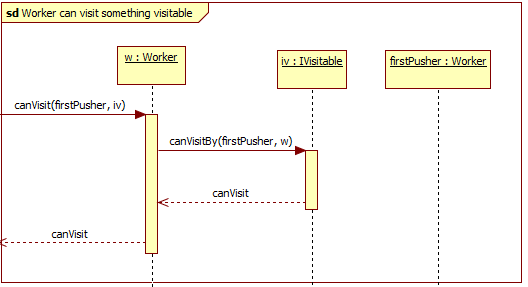 sd Worker can visit something visitable
w : Worker
iv : IVisitable
firstPusher : Worker
canVisit(firstPusher, iv)
canVisitBy(firstPusher, w)
canVisit
canVisit